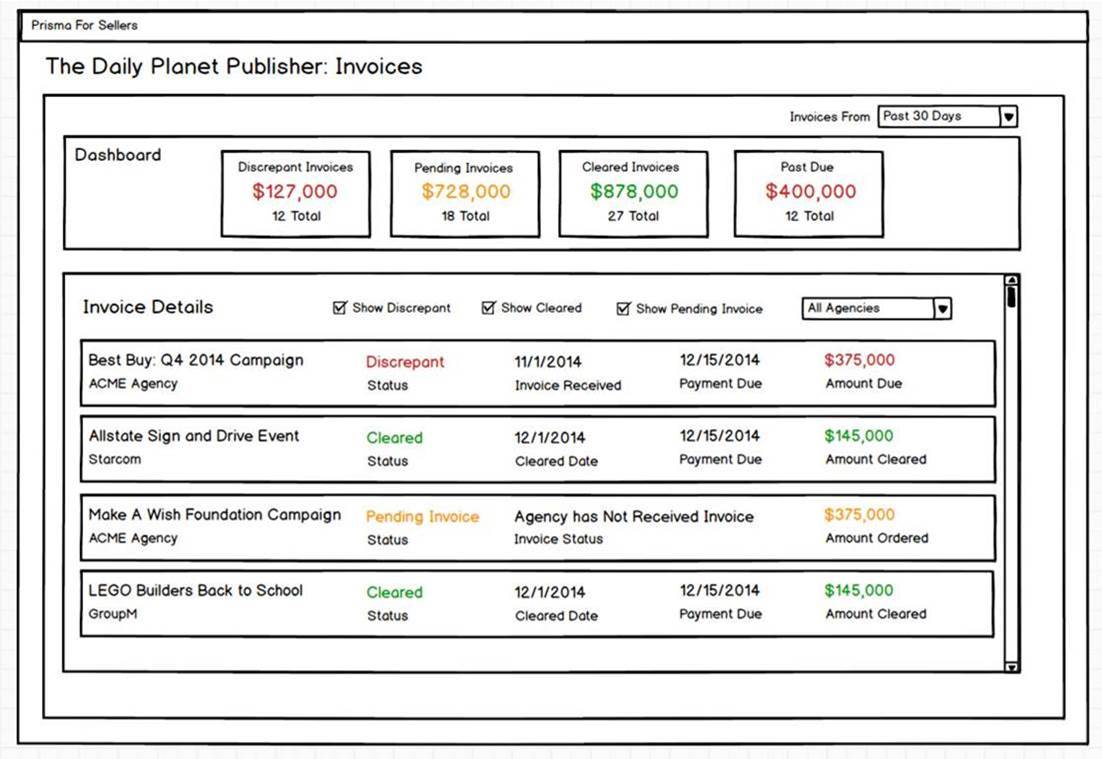 Prisma For Sellers
The Daily Planet Publisher: Invoices
Invoices From Past 30 Days
Dashboard
Discrepant Invoices
$127,000
12 Total
Pending Invoices
$728,000
18 Total
Cleared Invoices
$878,000
27 Total
Past Due
$400,000
12 Total
Invoice Details Show Discrepant Show Cleared Show Pending Invoice All Agencies
Best Buy: Q4 2014 Campaign Discrepant 11/1/2014 12/15/2014 $375,000
ACME Agency Status Invoice Received Payment Due Amount Due
Allstate Sign and Drive Event Cleared 12/1/2014 12/15/2014 $145,000
Starcom Status Cleared Date Payment Due Amount Cleared
Make A Wish Foundation Campaign Pending Invoice Agency has Not Received Invoice $375,000
ACME Agency Status Invoice Status Amount Ordered
LEGO Builders Back to School Cleared 12/1/2014 12/15/2014 $145,000
GroupM Status Cleared Date Payment Due Amount Cleared